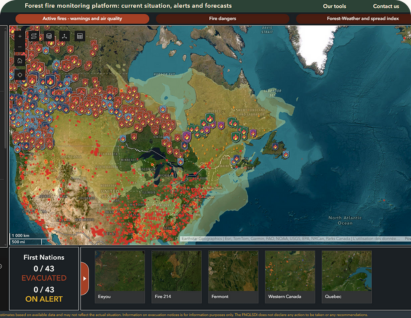 Forest fire monitoring platform: current situation, alerts and forecasts
Our tools
Contact us
Active fires - warnings and air quality
Fire dangers
Forest-Weather and spread index
North Atlantic
Ocean
1 000 km
500 mi
First Nations
0 / 43
EVACUATED
0 / 43
ON ALERT
Eeyou
Fire 214
Fermont
Western Canada
Quebec